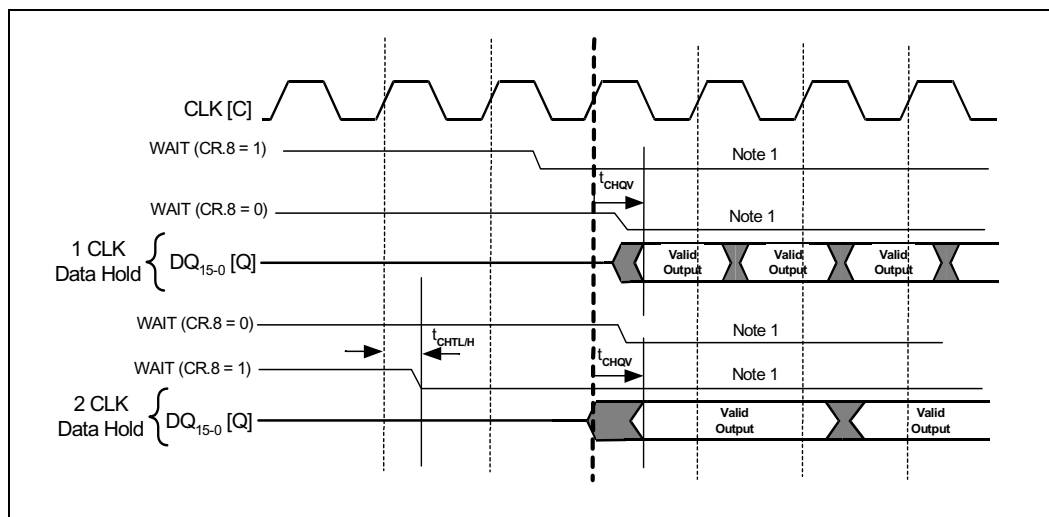 CLK [C]
WAIT (CR.8 = 1)
Note 1
tCHQV
WAIT (CR.8 = 0)
Note 1
1 CLK
Data Hold
DQ15-0 [Q]
Valid
Output
Valid
Output
Valid
Output
WAIT (CR.8 = 0)
tCHTL/H
Note 1
tCHQV
WAIT (CR.8 = 1)
Note 1
2 CLK
Data Hold
DQ15-0 [Q]
Valid
Output
Valid
Output